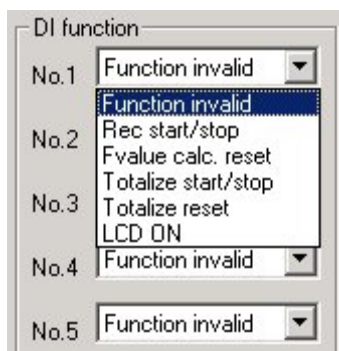 DI function
No.1 Function invalid
Function invalid
Rec start/stop
No.2
Fvalue calc. reset
Totalize start/stop
No.3
Totalize reset
LCD ON
No.4 Function invalid
No.5 Function invalid